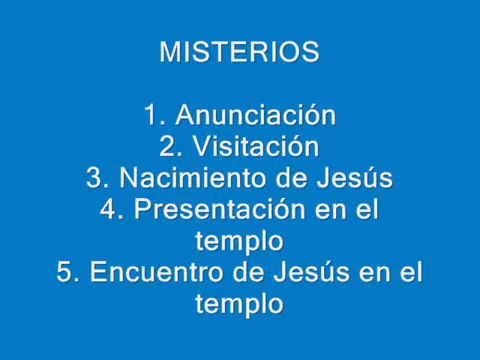 MISTERIOS
1. Anunciación
2. Visitación
3. Nacimiento de Jesús
4. Presentación en el
templo
5. Encuentro de Jesús en el
templo